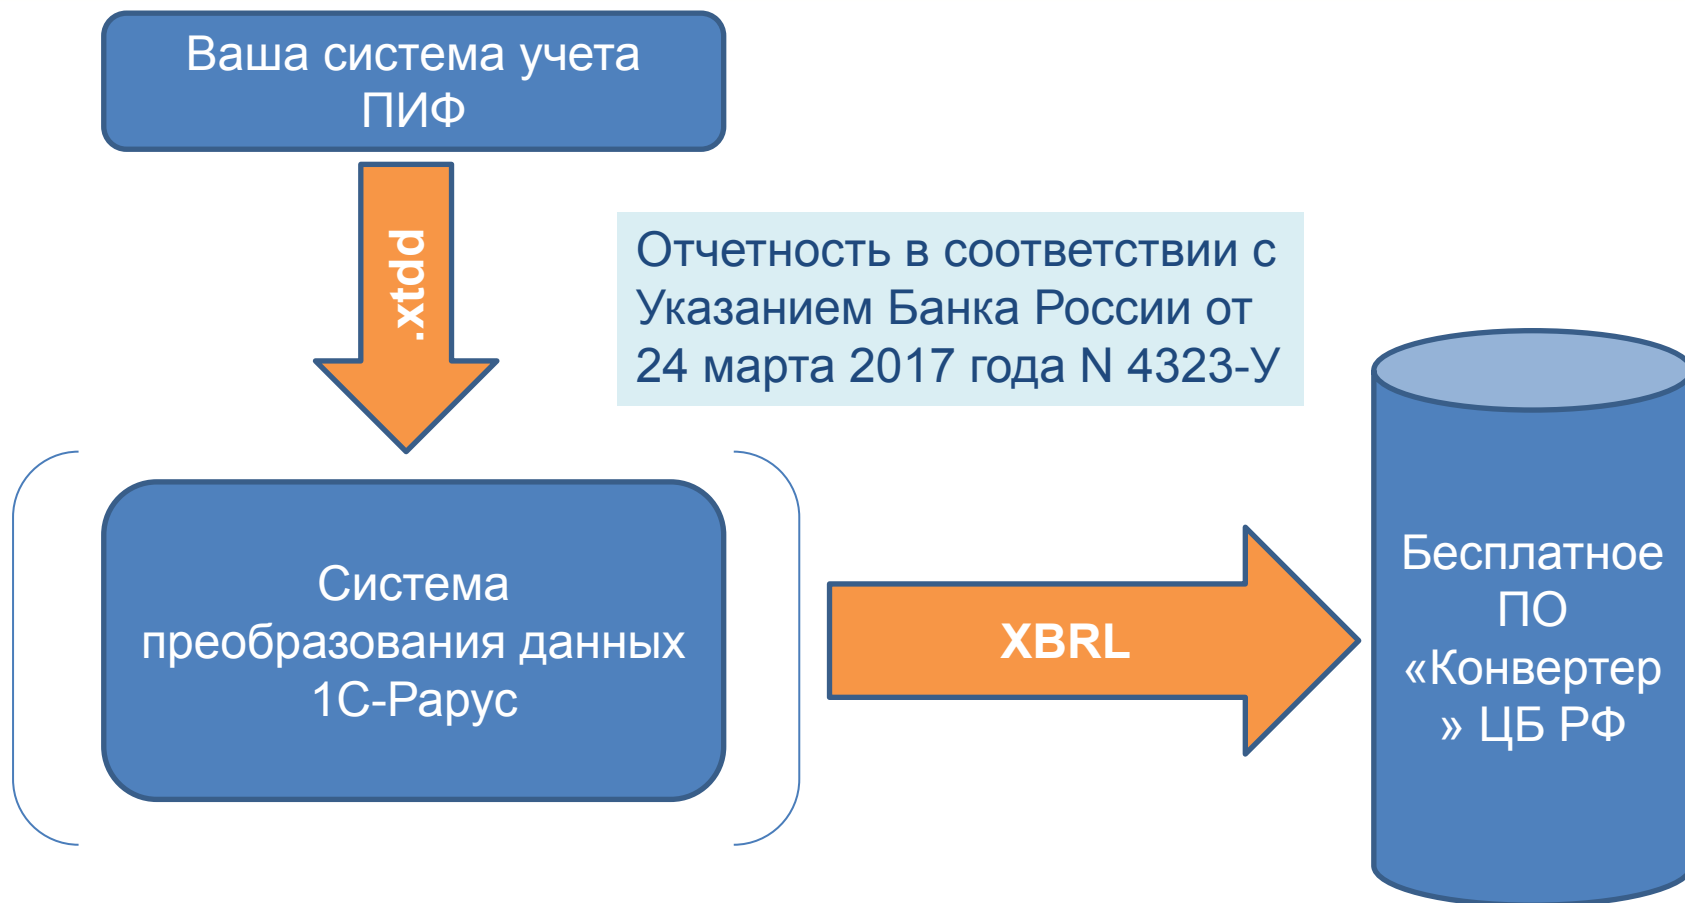 Ваша система учета
ПИФ
.xtdd
Отчетность в соответствии с
Указанием Банка России от
24 марта 2017 года N 4323-У
Система
преобразования данных
1С-Рарус
XBRL
Бесплатное
ПО
«Конвертер
» ЦБ РФ